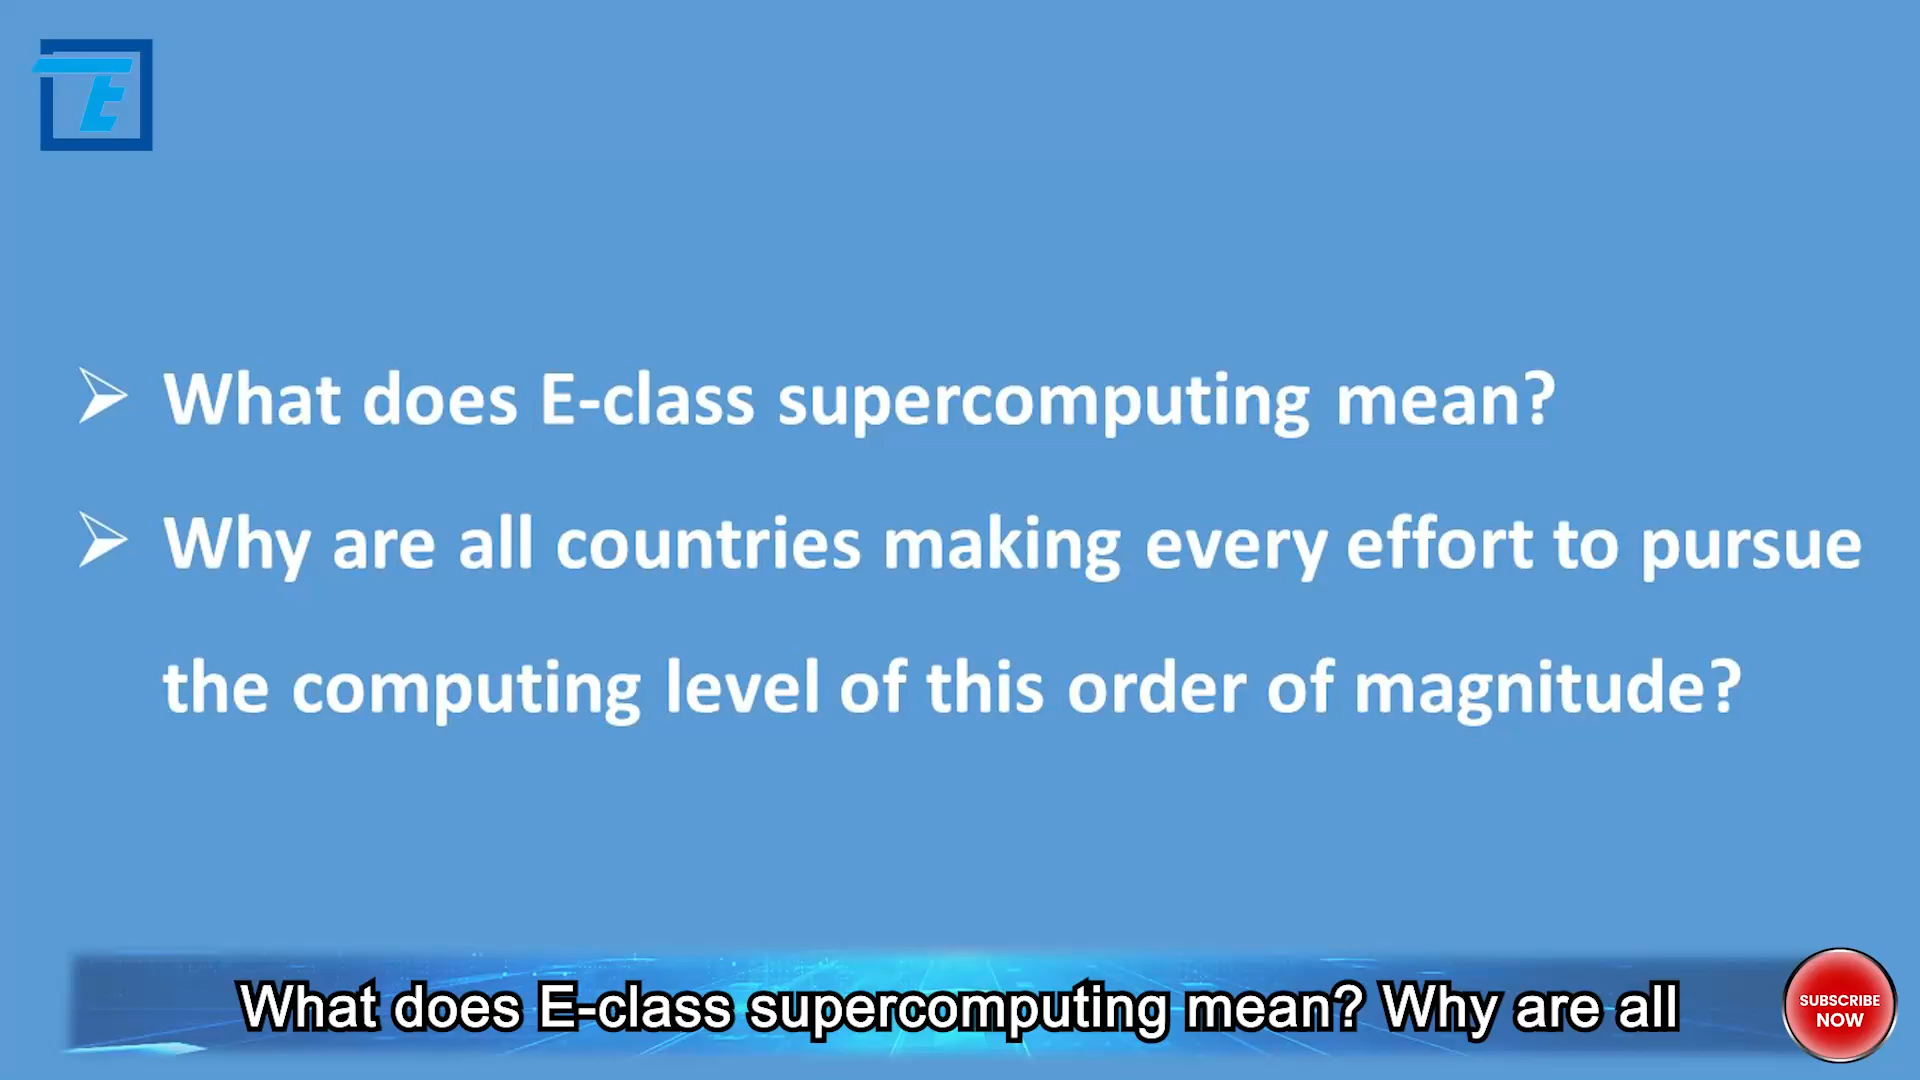 TE
What does E-class supercomputing mean?
Why are all countries making every effort to pursue
the computing level of this order of magnitude?
What does E-class supercomputing mean? Why are all
SUBSCRIBE
NOW